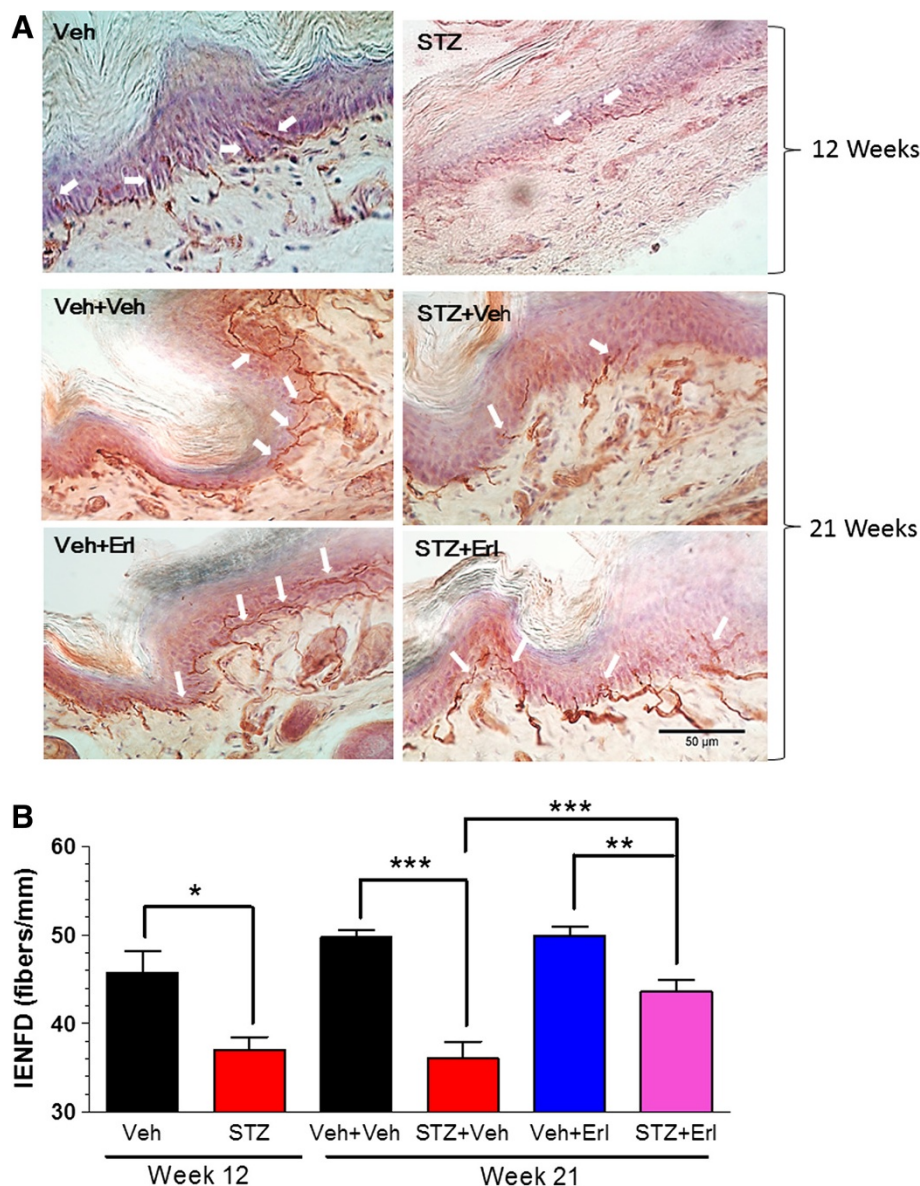 A
Veh
STZ
12 Weeks
Veh+Veh
STZ+Veh
21 Weeks
Veh+Erl
STZ+Erl
50 µm
B
IENFD (fibers/mm)
60
50
40
30
*
***
***
**
Veh
STZ
Veh+Veh
STZ+Veh
Veh+Erl
STZ+Erl
Week 12
Week 21